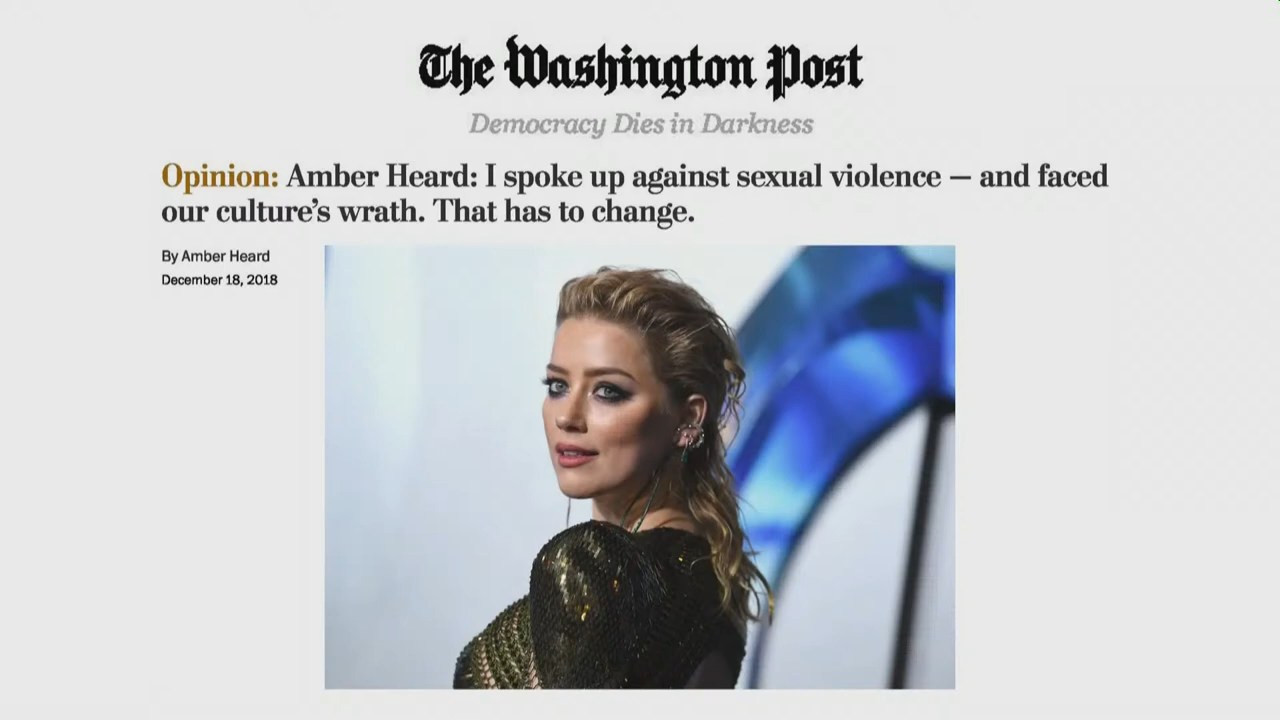 The Washington Post
Democracy Dies in Darkness
Opinion: Amber Heard: I spoke up against sexual violence — and faced
our culture’s wrath. That has to change.
By Amber Heard
December 18, 2018